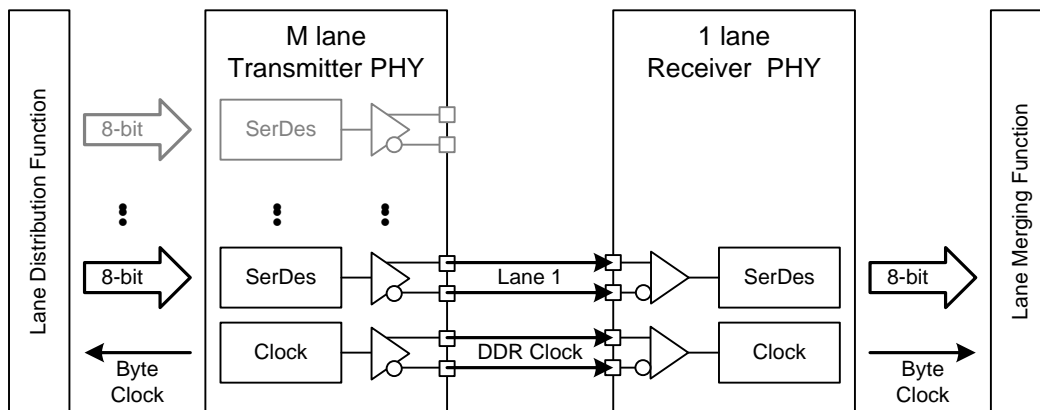 Lane Distribution Function
M lane
Transmitter PHY
1 lane
Receiver PHY
Lane Merging Function
8-bit
SerDes
8-bit
SerDes
Lane 1
SerDes
8-bit
Clock
DDR Clock
Clock
Byte
Clock
Byte
Clock